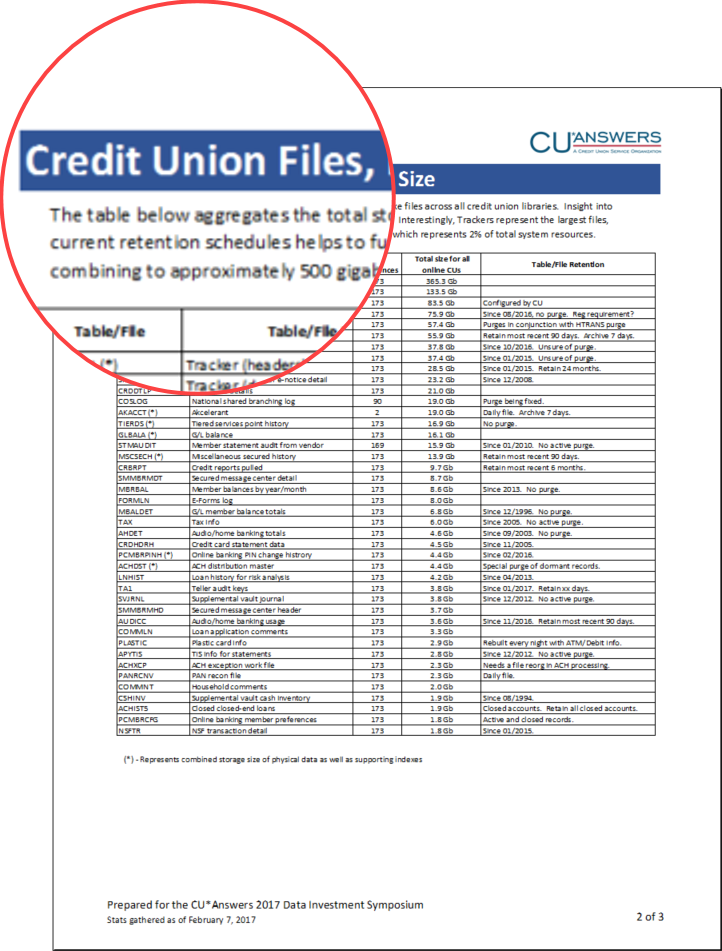 CU*ANSWERS
A CREDIT UNION SERVICE ORGANIZATION
Credit Union Files, Size
The table below aggregates the total st ke files across all credit union libraries. Insight into
current retention schedules helps to fu Interestingly, Trackers represent the largest files,
combining to approximately 500 gigab which represents 2% of total system resources.
Table/File Table/File nces Total size for all online CUs Table/File Retention
(*) Tracker (header 73 365.3 Gb
Tracker 173 133.5 Gb
173 83.5 Gb Configured by CU
173 75.9 Gb Since 08/2016, no purge. Reg requirement?
173 57.4 Gb Purges in conjunction with HTRANS purge
173 55.9 Gb Retain most recent 90 days. Archive 7 days.
173 37.8 Gb Since 10/2016. Unsure of purge.
173 37.4 Gb Since 01/2015. Unsure of purge.
173 28.5 Gb Since 01/2015. Retain 24 months.
e-notice detail 173 23.2 Gb Since 12/2008.
173 21.0 Gb
COSLOG National shared branching log 90 19.0 Gb Purge being fixed.
AKACCT (*) Akcelerant 2 19.0 Gb Daily file. Archive 7 days.
TIERDS (*) Tiered services point history 173 16.9 Gb No purge.
GLBALA (*) G/L balance 173 16.1 Gb
STMAUDIT Member statement audit from vendor 169 15.9 Gb Since 01/2010. No active purge.
MSCSECH (*) Miscellaneous secured history 173 13.9 Gb Retain most recent 90 days.
CRBRPT Credit reports pulled 173 9.7 Gb Retain most recent 6 months.
SMMBRMDT Secured message center detail 173 8.7 Gb
MBRBAL Member balances by year/month 173 8.6 Gb Since 2013. No purge.
FORMLN E-Forms log 173 8.0 Gb
MBALDET G/L member balance totals 173 6.8 Gb Since 12/1996. No purge.
TAX Tax info 173 6.0 Gb Since 2005. No active purge.
AHDET Audio/home banking totals 173 4.6 Gb Since 09/2003. No purge.
CRDHDRH Credit card statement data 173 4.5 Gb Since 11/2005.
PCMBRPINH (*) Online banking PIN change histrory 173 4.4 Gb Since 02/2016.
ACHDST (*) ACH distribution master 173 4.4 Gb Special purge of dormant records.
LNHIST Loan history for risk analysis 173 4.2 Gb Since 04/2013.
TA1 Teller audit keys 173 3.8 Gb Since 01/2017. Retain xx days.
SVJRNL Supplemental vault journal 173 3.8 Gb Since 12/2012. No active purge.
SMMBRMHD Secured message center header 173 3.7 Gb
AUDICC Audio/home banking usage 173 3.6 Gb Since 11/2016. Retain most recent 90 days.
COMMLN Loan application comments 173 3.3 Gb
PLASTIC Plastic card info 173 2.9 Gb Rebuilt every night with ATM/Debit info.
APYTIS TIS info for statements 173 2.8 Gb Since 12/2012. No active purge.
ACHXCP ACH exception work file 173 2.3 Gb Needs a file reorg in ACH processing.
PANRCNV PAN recon file 173 2.3 Gb Daily file.
COMMNT Household comments 173 2.0 Gb
CSHINV Supplemental vault cash inventory 173 1.9 Gb Since 08/1994.
ACHISTS Closed closed-end loans 173 1.9 Gb Closed accounts. Retain all closed accounts.
PCMBRCFG Online banking member preferences 173 1.8 Gb Active and closed records.
NSFTR NSF transaction detail 173 1.8 Gb Since 01/2015.
(*) - Represents combined storage size of physical data as well as supporting indexes
Prepared for the CU*Answers 2017 Data Investment Symposium
Stats gathered as of February 7, 2017
2 of 3